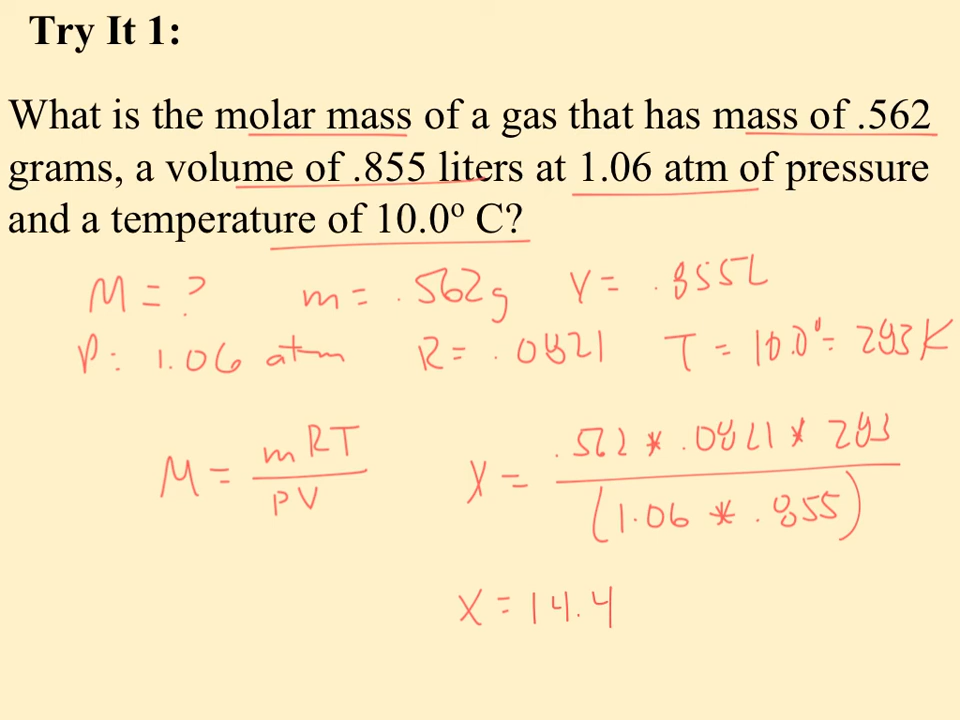 Try It 1:
What is the molar mass of a gas that has mass of .562
grams, a volume of .855 liters at 1.06 atm of pressure
and a temperature of 10.0º C?
M = ? m = .562g V = .855L
P = 1.06 atm R = .0821 T = 10.0° = 283K
M = mRT / PV X = .562 * .0821 * 283 / (1.06 * .855)
X = 14.4